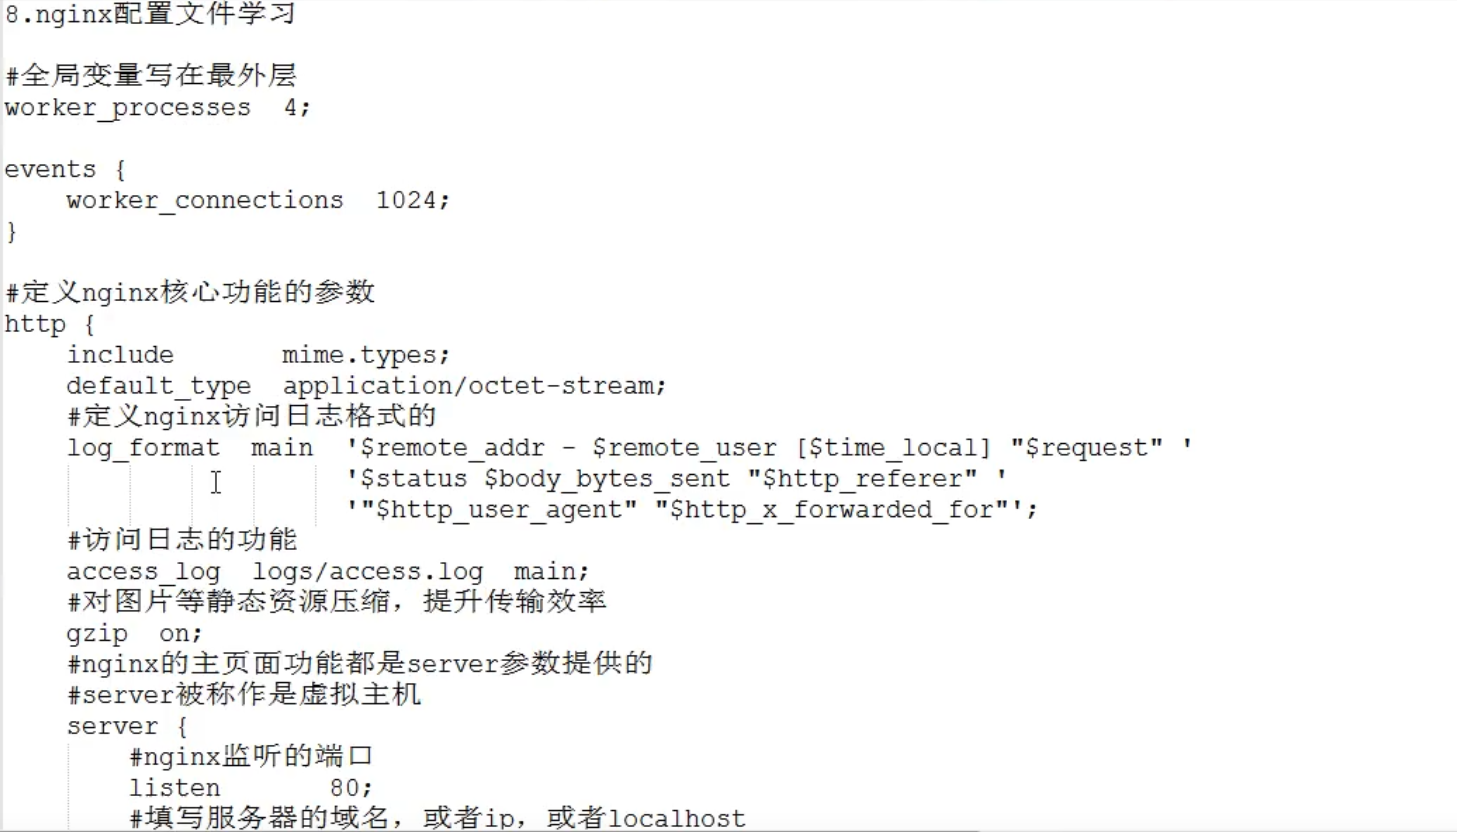 8.nginx配置文件学习
#全局变量写在最外层
worker_processes  4;
events {
    worker_connections  1024;
}
#定义nginx核心功能的参数
http {
    include       mime.types;
    default_type  application/octet-stream;
    #定义nginx访问日志格式的
    log_format  main  '$remote_addr - $remote_user [$time_local] "$request" '
                      '$status $body_bytes_sent "$http_referer" '
                      '"$http_user_agent" "$http_x_forwarded_for"';
    #访问日志的功能
    access_log  logs/access.log  main;
    #对图片等静态资源压缩，提升传输效率
    gzip  on;
    #nginx的主页面功能都是server参数提供的
    #server被称作是虚拟主机
    server {
        #nginx监听的端口
        listen       80;
        #填写服务器的域名，或者ip，或者localhost